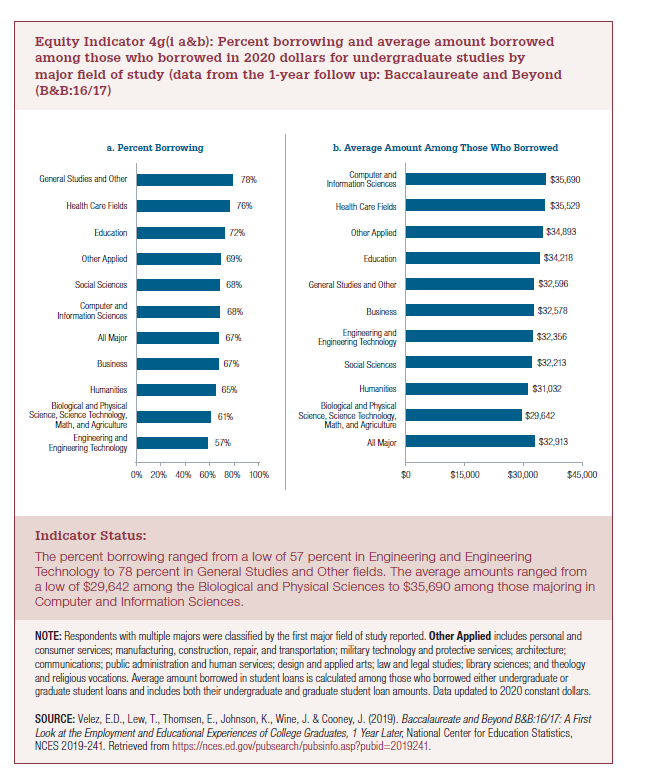 Equity Indicator 4g(i a&b): Percent borrowing and average amount borrowed
among those who borrowed in 2020 dollars for undergraduate studies by
major field of study (data from the 1-year follow up: Baccalaureate and Beyond
(B&B:16/17)
a. Percent Borrowing
General Studies and Other 78%
Health Care Fields 76%
Education 72%
Other Applied 69%
Social Sciences 68%
Computer and
Information Sciences 68%
All Major 67%
Business 67%
Humanities 65%
Biological and Physical
Science, Science Technology,
Math, and Agriculture 61%
Engineering and
Engineering Technology 57%
0% 20% 40% 60% 80% 100%
b. Average Amount Among Those Who Borrowed
Computer and
Information Sciences $35,690
Health Care Fields $35,529
Other Applied $34,893
Education $34,218
General Studies and Other $32,596
Business $32,578
Engineering and
Engineering Technology $32,356
Social Sciences $32,213
Humanities $31,032
Biological and Physical
Science, Science Technology,
Math, and Agriculture $29,642
All Major $32,913
$0 $15,000 $30,000 $45,000
Indicator Status:
The percent borrowing ranged from a low of 57 percent in Engineering and Engineering
Technology to 78 percent in General Studies and Other fields. The average amounts ranged from
a low of $29,642 among the Biological and Physical Sciences to $35,690 among those majoring in
Computer and Information Sciences.
NOTE: Respondents with multiple majors were classified by the first major field of study reported. Other Applied includes personal and
consumer services; manufacturing, construction, repair, and transportation; military technology and protective services; architecture;
communications; public administration and human services; design and applied arts; law and legal studies; library sciences; and theology
and religious vocations. Average amount borrowed in student loans is calculated among those who borrowed either undergraduate or
graduate student loans and includes both their undergraduate and graduate student loan amounts. Data updated to 2020 constant dollars.
SOURCE: Velez, E.D., Lew, T., Thomsen, E., Johnson, K., Wine, J. & Cooney, J. (2019). Baccalaureate and Beyond B&B:16/17: A First
Look at the Employment and Educational Experiences of College Graduates, 1 Year Later, National Center for Education Statistics,
NCES 2019-241. Retrieved from https://nces.ed.gov/pubsearch/pubsinfo.asp?pubid=2019241.